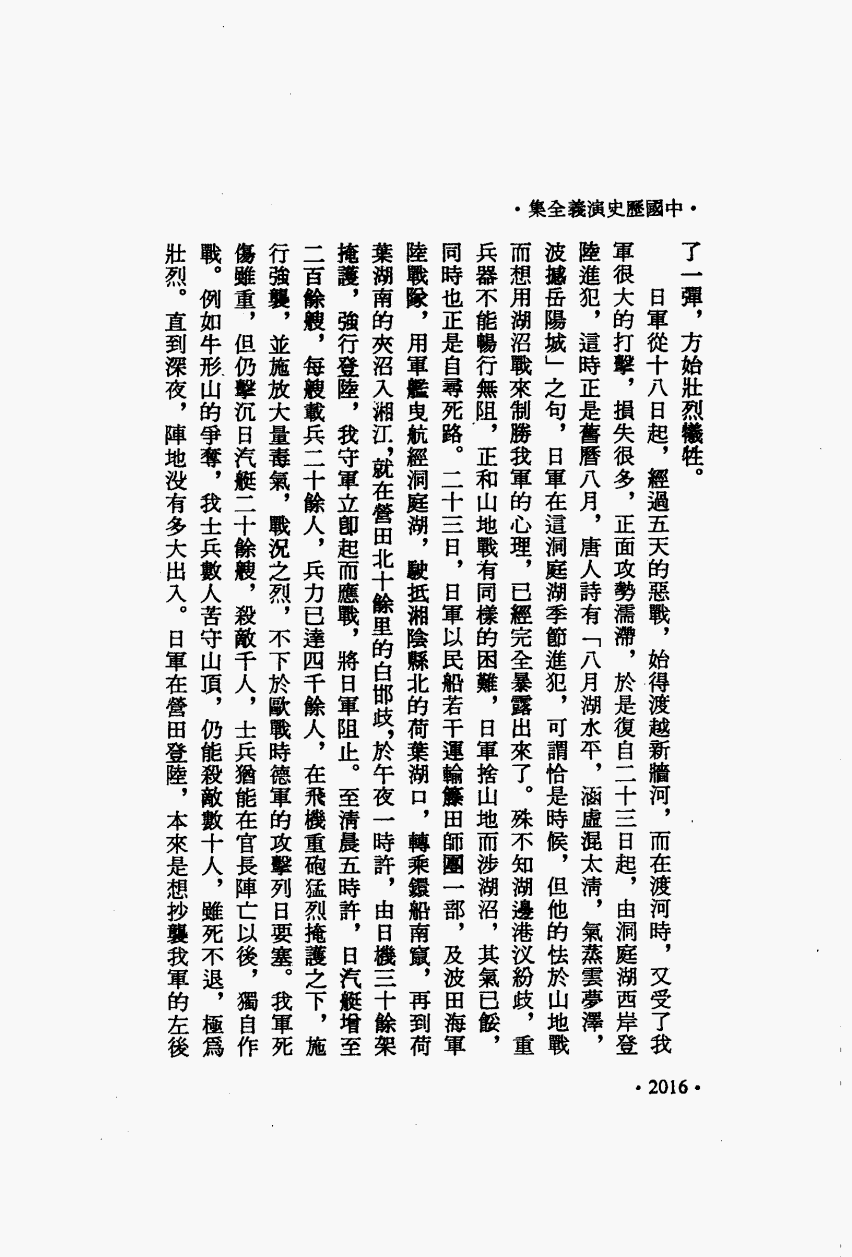 ·中國歷史演義全集·
了一彈，方始壯烈犧牲。
日軍從十八日起，經過五天的惡戰，始得渡越新牆河，而在渡河時，又受了我
軍很大的打擊，損失很多，正面攻勢濡滯，於是復自二十三日起，由洞庭湖西岸登
陸進犯，這時正是舊曆八月，唐人詩有「八月湖水平，涵虛混太清，氣蒸雲夢澤，
波撼岳陽城」之句，日軍在這洞庭湖季節進犯，可謂恰是時候，但他的怯於山地戰
而想用湖沼戰來制勝我軍的心理，已經完全暴露出來了。殊不知湖邊港汊紛歧，重
兵器不能暢行無阻，正和山地戰有同樣的困難，日軍捨山地而涉湖沼，其氣已餒，
同時也正是自尋死路。二十三日，日軍以民船若干運輸籐田師團一部，及波田海軍
陸戰隊，用軍艦曳航經洞庭湖，駛抵湘陰縣北的荷葉湖口，轉乘鐶船南竄，再到荷
葉湖南的夾沼入湘江，就在營田北十餘里的白邯歧，於午夜一時許，由日機三十餘架
掩護，強行登陸，我守軍立卽起而應戰，將日軍阻止。至清晨五時許，日汽艇增至
二百餘艘，每艘載兵二十餘人，兵力已達四千餘人，在飛機重砲猛烈掩護之下，施
行強襲，並施放大量毒氣，戰況之烈，不下於歐戰時德軍的攻擊列日要塞。我軍死
傷雖重，但仍擊沉日汽艇二十餘艘，殺敵千人，士兵猶能在官長陣亡以後，獨自作
戰。例如牛形山的爭奪，我士兵數人苦守山頂，仍能殺敵數十人，雖死不退，極爲
壯烈。直到深夜，陣地没有多大出入。日軍在營田登陸，本來是想抄襲我軍的左後
·2016·